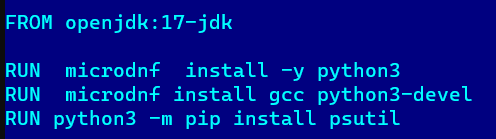 FROM openjdk:17-jdk
RUN  microdnf  install -y python3
RUN  microdnf install gcc python3-devel
RUN python3 -m pip install psutil